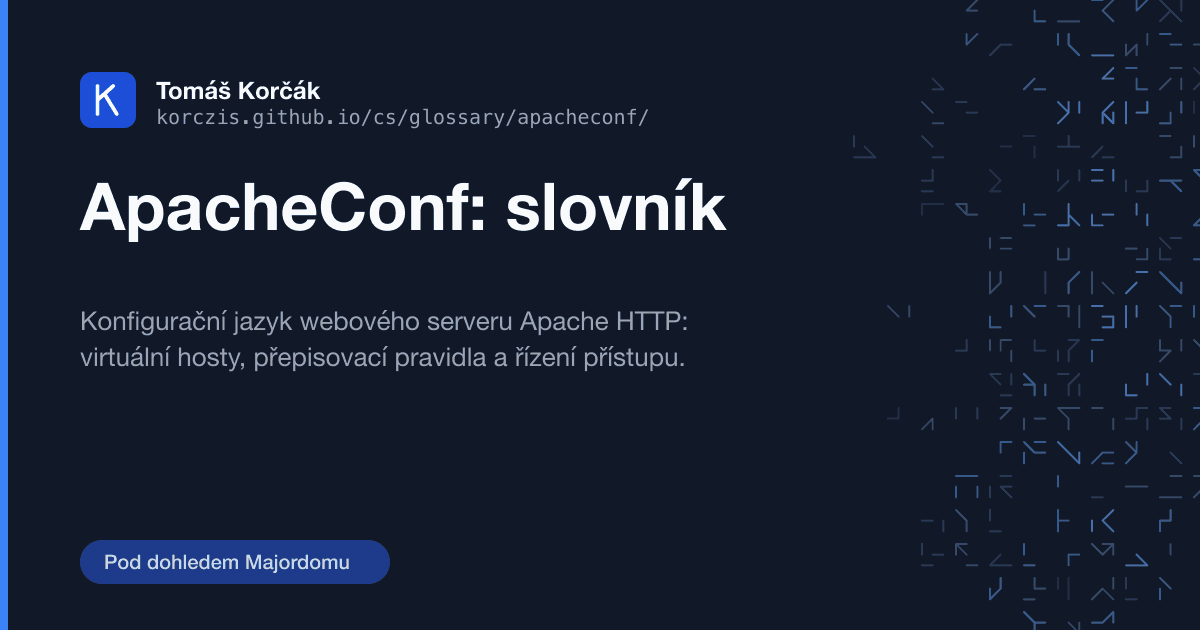 Tomáš Korčák
korczis.github.io/cs/glossary/apacheconf/
ApacheConf: slovník
Konfigurační jazyk webového serveru Apache HTTP:
virtuální hosty, přepisovací pravidla a řízení přístupu.
Pod dohledem Majordomu